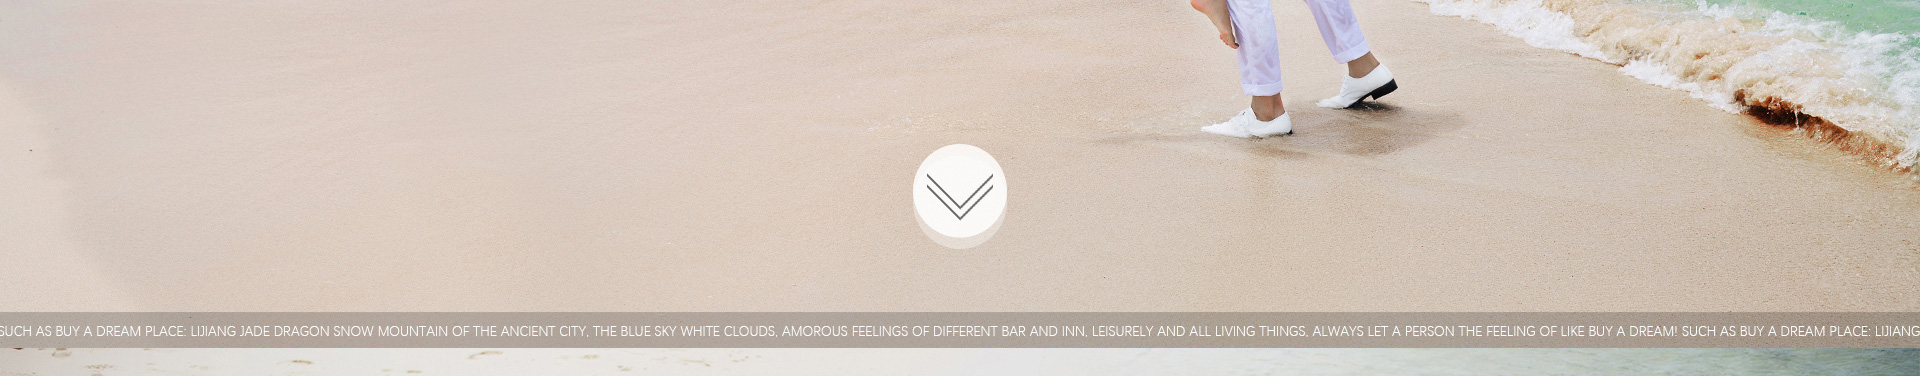 SUCH AS BUY A DREAM PLACE: LIJIANG JADE DRAGON SNOW MOUNTAIN OF THE ANCIENT CITY, THE BLUE SKY WHITE CLOUDS, AMOROUS FEELINGS OF DIFFERENT BAR AND INN, LEISURELY AND ALL LIVING THINGS, ALWAYS LET A PERSON THE FEELING OF LIKE BUY A DREAM! SUCH AS BUY A DREAM PLACE: LIJIANG